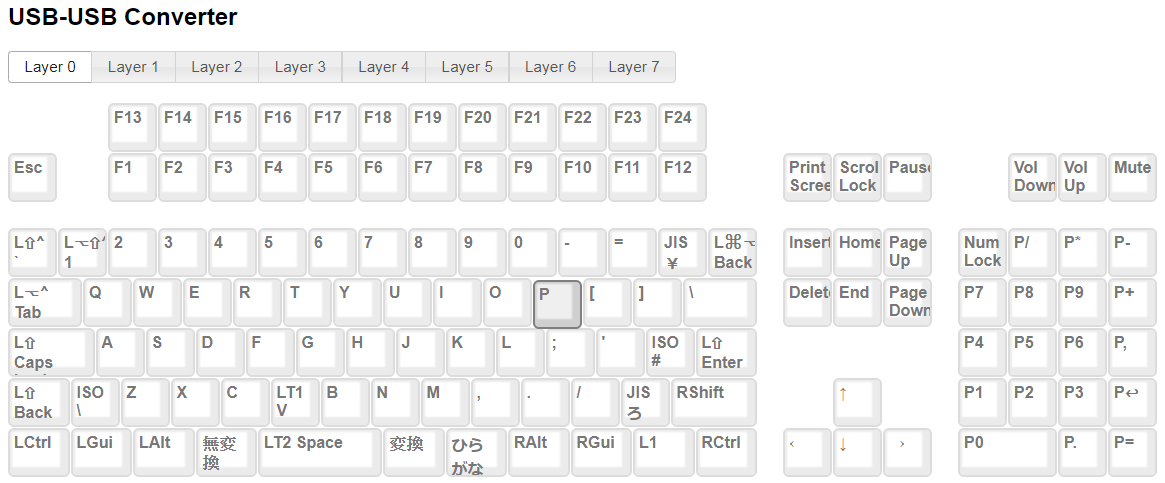 USB-USB Converter
Layer 0 Layer 1 Layer 2 Layer 3 Layer 4 Layer 5 Layer 6 Layer 7
F13 F14 F15 F16 F17 F18 F19 F20 F21 F22 F23 F24
Esc F1 F2 F3 F4 F5 F6 F7 F8 F9 F10 F11 F12 Print Scrol Pause Vol Vol Mute
Scree Lock Down Up
L⇧^ L⌥⇧^ 2 3 4 5 6 7 8 9 0 - = JIS L⌘⌥ Insert Home Page Num P/ P* P-
` 1 ¥ Back Up Lock
L⌥^ Q W E R T Y U I O P [ ] \ Delete End Page P7 P8 P9 P+
Tab Down
L⇧ A S D F G H J K L ; ' ISO L⇧ P4 P5 P6 P,
Caps # Enter
L⇧ ISO Z X C LT1 B N M , . / JIS RShift ↑ P1 P2 P3 P↩
Back \ V ろ
LCtrl LGui LAlt 無変 LT2 Space 変換 ひら RAlt RGui L1 RCtrl ‹ ↓ › P0 P. P=
換 がな